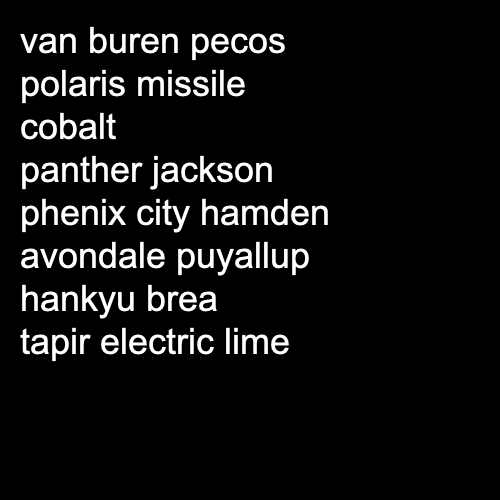 van buren pecos
polaris missile
cobalt
panther jackson
phenix city hamden
avondale puyallup
hankyu brea
tapir electric lime